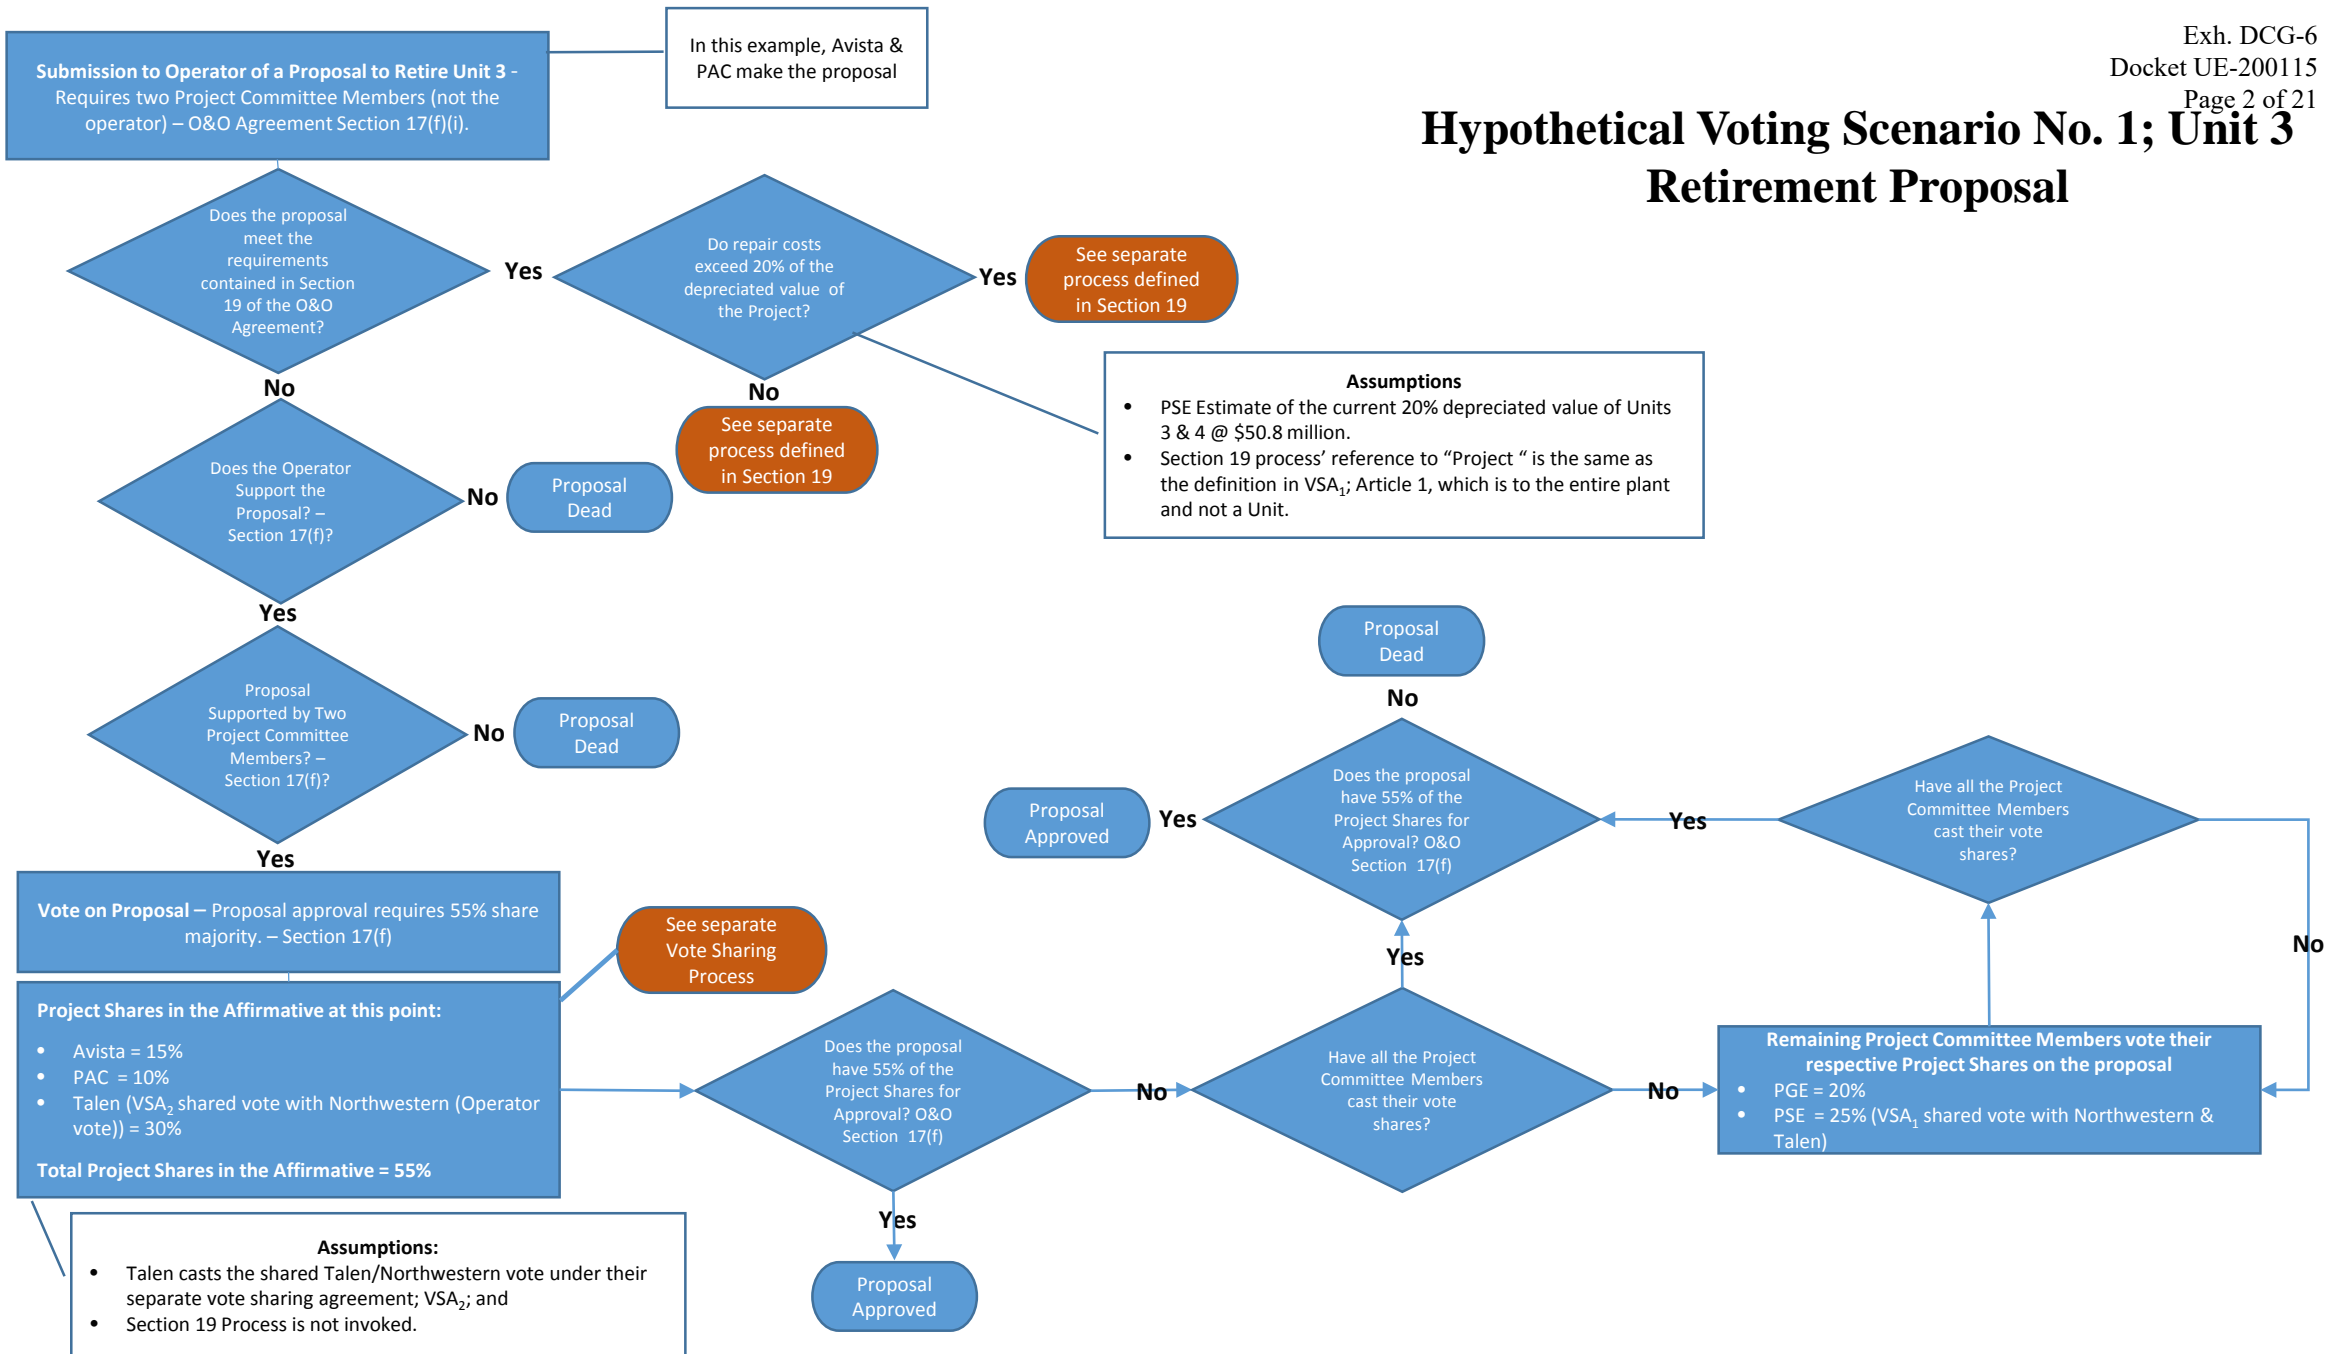 Exh. DCG-6
Docket UE-200115
Page 2 of 21
Hypothetical Voting Scenario No. 1; Unit 3
Retirement Proposal
Submission to Operator of a Proposal to Retire Unit 3 -
Requires two Project Committee Members (not the
operator) – O&O Agreement Section 17(f)(i).
In this example, Avista &
PAC make the proposal
Does the proposal
meet the
requirements
contained in Section
19 of the O&O
Agreement?
Yes
Do repair costs
exceed 20% of the
depreciated value of
the Project?
Yes
See separate
process defined
in Section 19
No
No
See separate
process defined
in Section 19
Assumptions
• PSE Estimate of the current 20% depreciated value of Units
3 & 4 @ $50.8 million.
• Section 19 process’ reference to “Project “ is the same as
the definition in VSA1; Article 1, which is to the entire plant
and not a Unit.
Does the Operator
Support the
Proposal? –
Section 17(f)?
No
Proposal
Dead
Yes
Proposal
Supported by Two
Project Committee
Members? –
Section 17(f)?
No
Proposal
Dead
Yes
Vote on Proposal – Proposal approval requires 55% share
majority. – Section 17(f)
See separate
Vote Sharing
Process
Project Shares in the Affirmative at this point:
• Avista = 15%
• PAC = 10%
• Talen (VSA2 shared vote with Northwestern (Operator
vote)) = 30%
Total Project Shares in the Affirmative = 55%
Assumptions:
• Talen casts the shared Talen/Northwestern vote under their
separate vote sharing agreement; VSA2; and
• Section 19 Process is not invoked.
Does the proposal
have 55% of the
Project Shares for
Approval? O&O
Section 17(f)
Yes
Proposal
Approved
No
Have all the Project
Committee Members
cast their vote
shares?
No
Yes
Remaining Project Committee Members vote their
respective Project Shares on the proposal
• PGE = 20%
• PSE = 25% (VSA1 shared vote with Northwestern &
Talen)
Have all the Project
Committee Members
cast their vote
shares?
No
Yes
Does the proposal
have 55% of the
Project Shares for
Approval? O&O
Section 17(f)
Yes
Proposal
Approved
No
Proposal
Dead